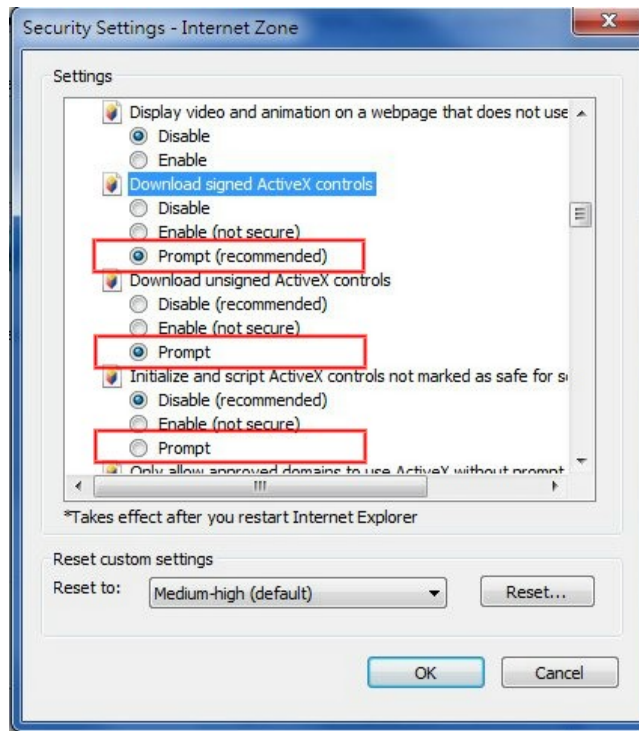 Security Settings - Internet Zone
Settings
Display video and animation on a webpage that does not use
Disable
Enable
Download signed ActiveX controls
Disable
Enable (not secure)
Prompt (recommended)
Download unsigned ActiveX controls
Disable (recommended)
Enable (not secure)
Prompt
Initialize and script ActiveX controls not marked as safe for s
Disable (recommended)
Enable (not secure)
Prompt
Only allow approved domains to use ActiveX without prompt
*Takes effect after you restart Internet Explorer
Reset custom settings
Reset to: Medium-high (default) Reset...
OK Cancel